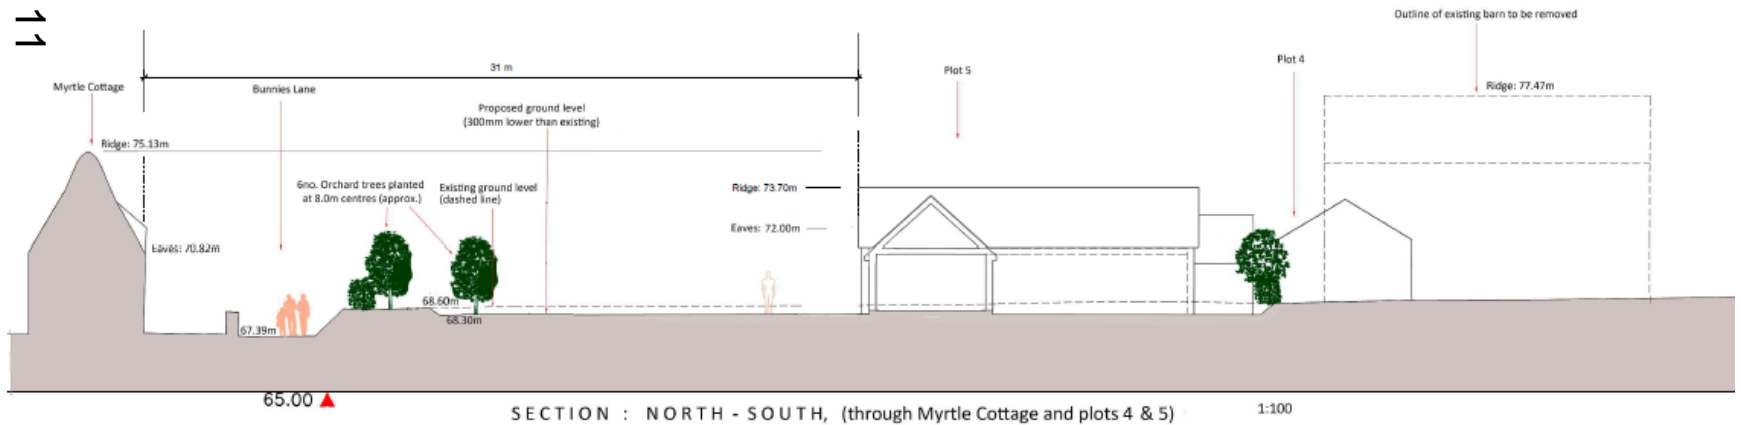 11
Outline of existing barn to be removed
31 m
Plot 5
Plot 4
Myrtle Cottage
Bunnies Lane
Ridge: 77.47m
Proposed ground level
(300mm lower than existing)
Ridge: 75.13m
6no. Orchard trees planted
at 8.0m centres (approx.)
Existing ground level
(dashed line)
Ridge: 73.70m
Eaves: 72.00m
Eaves: 70.82m
68.60m
68.30m
67.39m
65.00
SECTION : NORTH - SOUTH, (through Myrtle Cottage and plots 4 & 5)
1:100